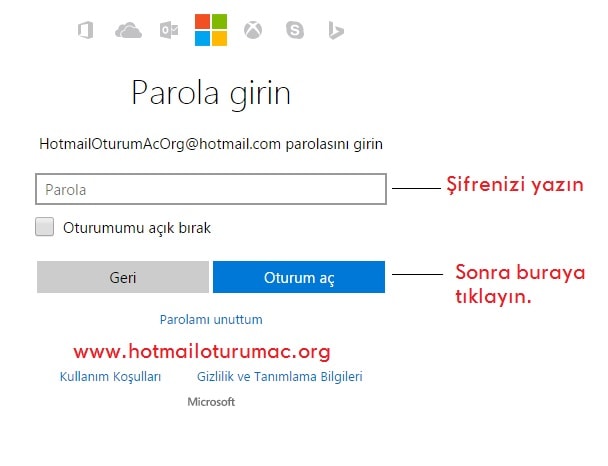 Parola girin
HotmailOturumAcOrg@hotmail.com parolasını girin
Parola
Şifrenizi yazın
Oturumumu açık bırak
Geri
Oturum aç
Sonra buraya
tıklayın.
Parolamı unuttum
www.hotmailoturumac.org
Kullanım Koşulları
Gizlilik ve Tanımlama Bilgileri
Microsoft